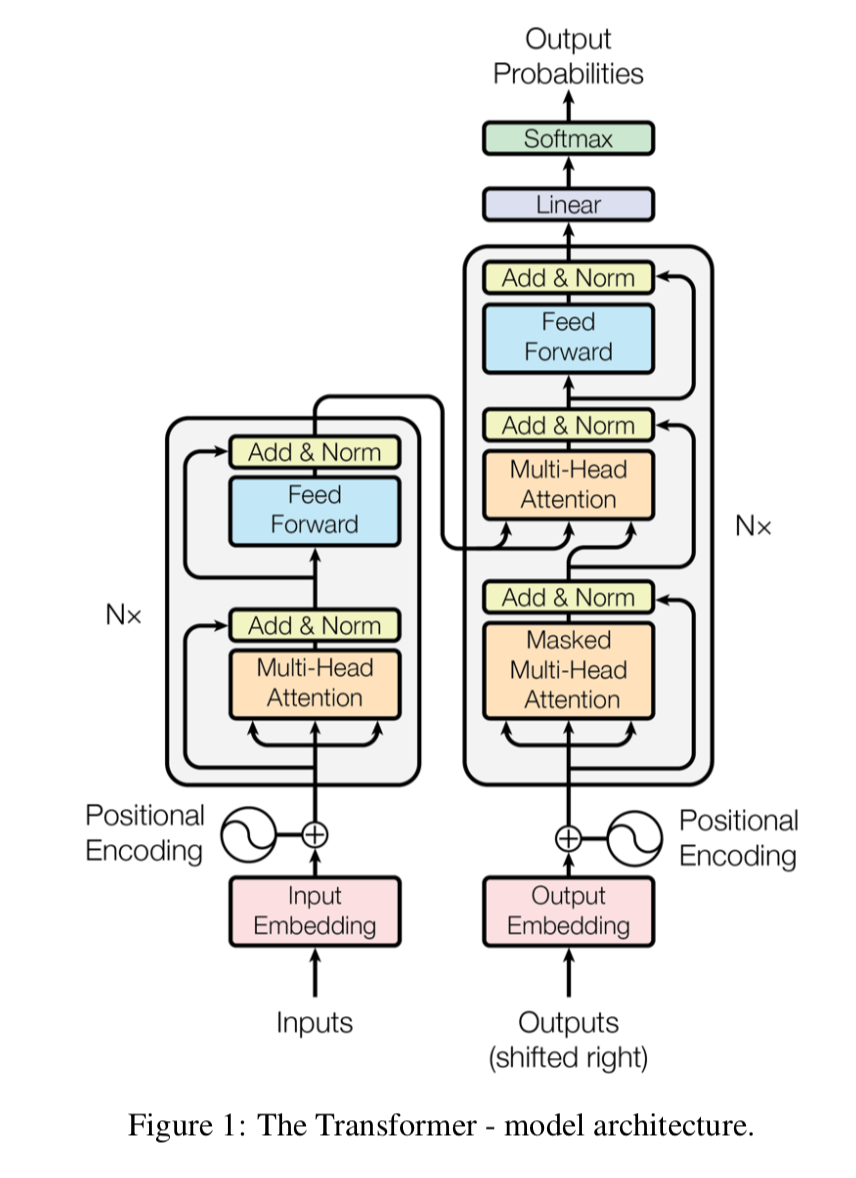 Output
Probabilities
Softmax
Linear
Add & Norm
Feed
Forward
Add & Norm
Multi-Head
Attention
Add & Norm
Masked
Multi-Head
Attention
Nx
Add & Norm
Feed
Forward
Add & Norm
Multi-Head
Attention
Nx
Positional
Encoding
Positional
Encoding
Input
Embedding
Output
Embedding
Inputs
Outputs
(shifted right)
Figure 1: The Transformer - model architecture.